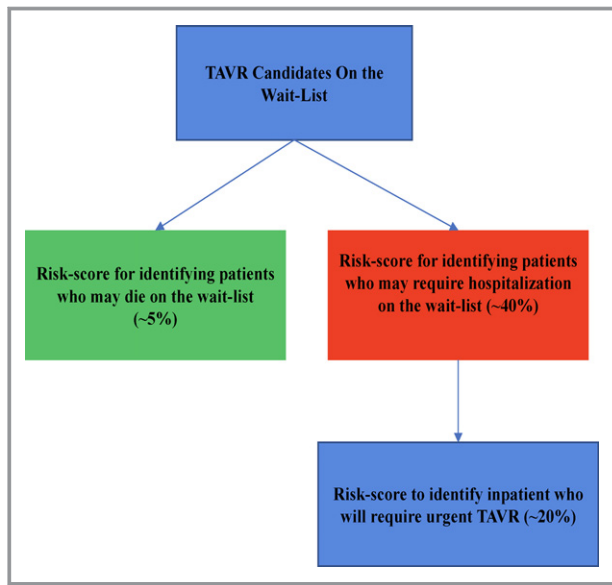 TAVR Candidates On the
Wait-List
Risk-score for identifying patients
who may die on the wait-list
(~5%)
Risk-score for identifying patients
who may require hospitalization
on the wait-list (~40%)
Risk-score to identify inpatient who
will require urgent TAVR (~20%)